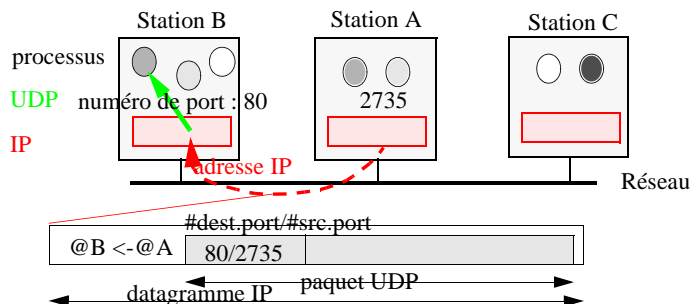 Station B
Station A
Station C
processus
UDP
numéro de port : 80
2735
IP
adresse IP
Réseau
#dest.port/#src.port
@B <-@A
80/2735
paquet UDP
datagramme IP